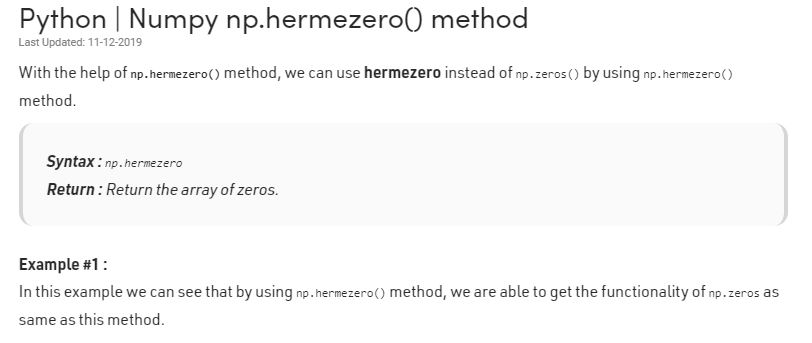 Python | Numpy np.hermezero() method
Last Updated: 11-12-2019
With the help of np.hermezero() method, we can use hermezero instead of np.zeros() by using np.hermezero()
method.
Syntax : np.hermezero
Return : Return the array of zeros.
Example #1 :
In this example we can see that by using np.hermezero() method, we are able to get the functionality of np.zeros as
same as this method.